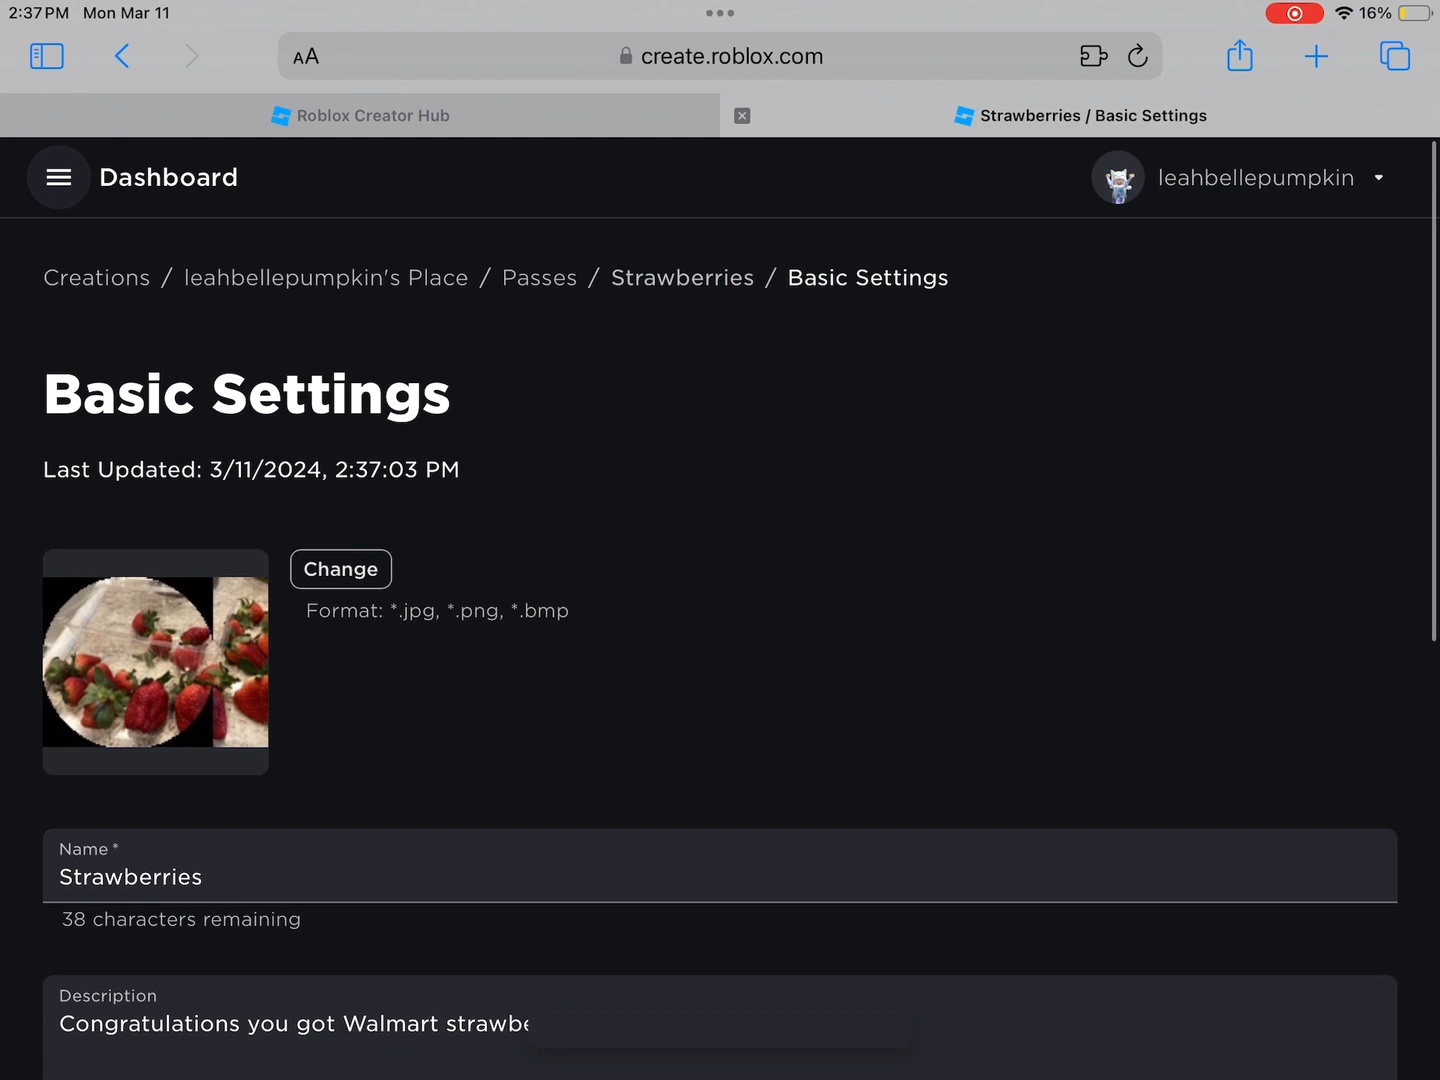 2:37 PM Mon Mar 11
16%
AA
create.roblox.com
Roblox Creator Hub
Strawberries / Basic Settings
Dashboard
leahbellepumpkin
Creations / leahbellepumpkin's Place / Passes / Strawberries / Basic Settings
Basic Settings
Last Updated: 3/11/2024, 2:37:03 PM
Change
Format: *.jpg, *.png, *.bmp
Name *
Strawberries
38 characters remaining
Description
Congratulations you got Walmart